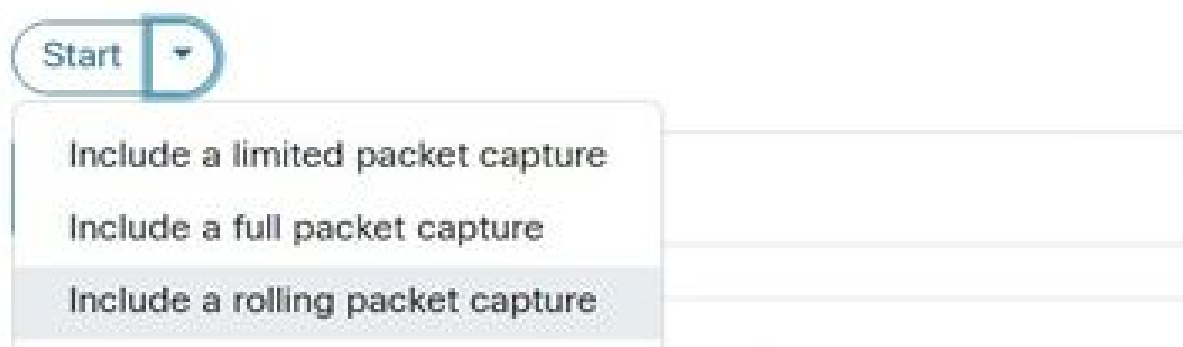 Start
Include a limited packet capture
Include a full packet capture
Include a rolling packet capture